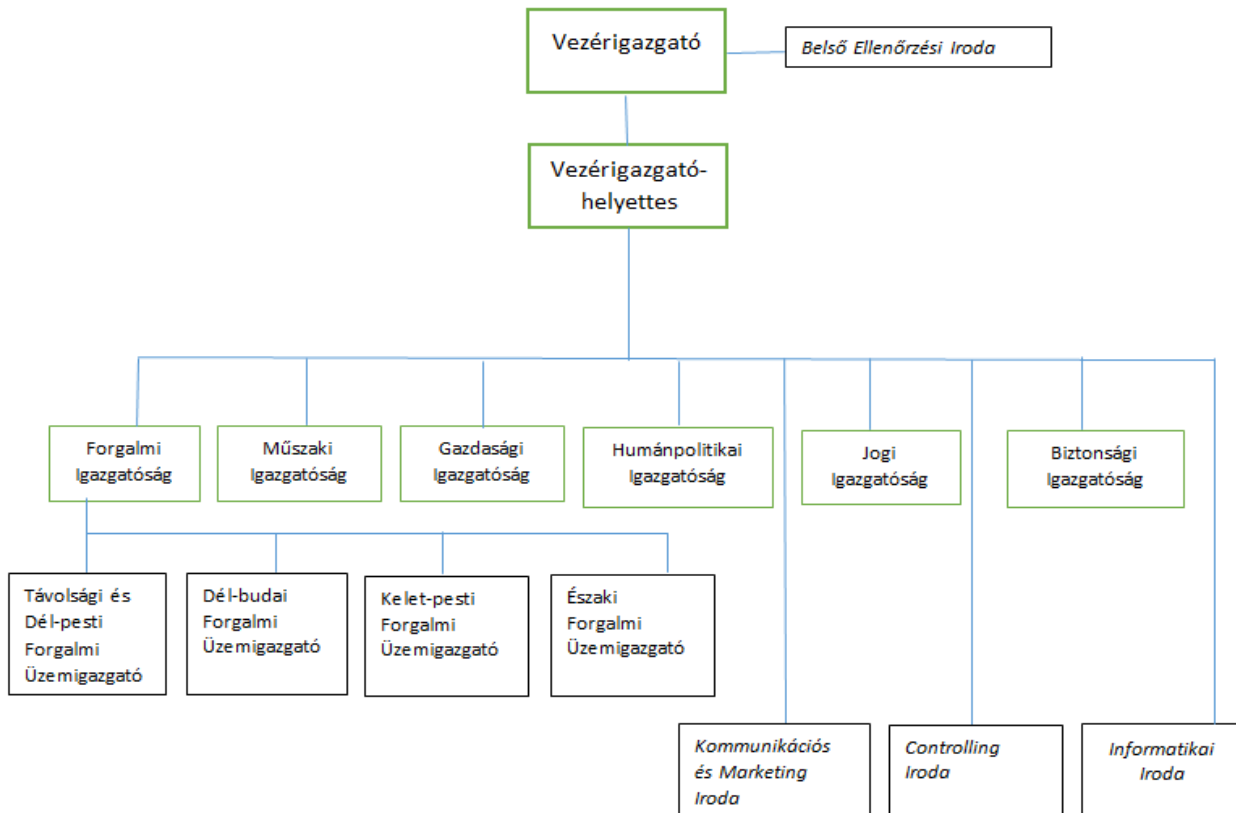 Vezérigazgató
Belső Ellenőrzési Iroda
Vezérigazgató-
helyettes
Forgalmi
Igazgatóság
Műszaki
Igazgatóság
Gazdasági
Igazgatóság
Humánpolitikai
Igazgatóság
Jogi
Igazgatóság
Biztonsági
Igazgatóság
Távolsági és
Dél-pesti
Forgalmi
Üzemigazgató
Dél-budai
Forgalmi
Üzemigazgató
Kelet-pesti
Forgalmi
Üzemigazgató
Északi
Forgalmi
Üzemigazgató
Kommunikációs
és Marketing
Iroda
Controlling
Iroda
Informatikai
Iroda